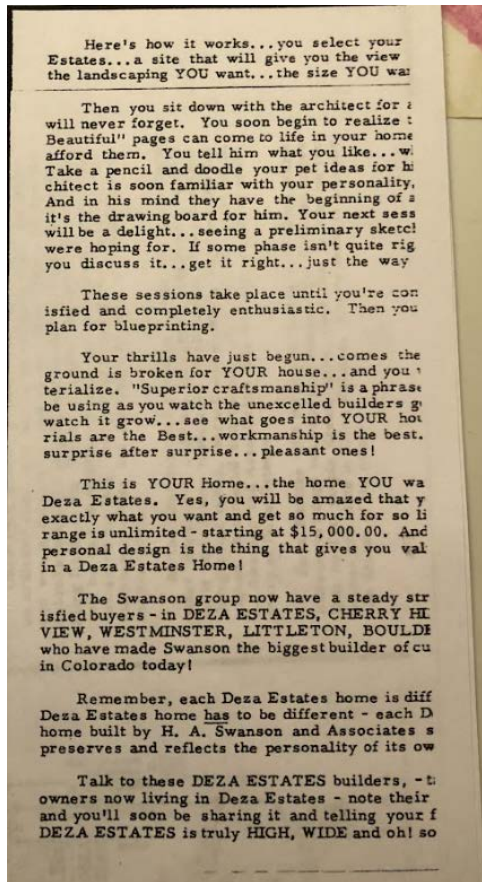 Here's how it works...you select your
Estates...a site that will give you the view
the landscaping YOU want...the size YOU
Then you sit down with the architect for
will never forget. You soon begin to realize
Beautiful" pages can come to life in your home
afford them. You tell him what you like...
Take a pencil and doodle your pet ideas for
chitect is soon familiar with your personality.
And in his mind they have the beginning of
it's the drawing board for him. Your next sess
will be a delight...seeing a preliminary
were hoping for. If some phase isn't quite rig
you discuss it...get it right...just the way
These sessions take place until you're
isfied and completely enthusiastic. Then you
plan for blueprinting.
Your thrills have just begun...comes the
ground is broken for YOUR house...and you
terialize. "Superior craftsmanship" is a phrase
be using as you watch the unexcelled builders
watch it grow...see what goes into YOUR
rials are the Best...workmanship is the best.
surprise after surprise...pleasant ones!
This is YOUR Home...the home YOU wa
Deza Estates. Yes, you will be amazed that y
exactly what you want and get so much for so li
range is unlimited - starting at $15,000.00. And
personal design is the thing that gives you val
in a Deza Estates Home!
The Swanson group now have a steady str
isfied buyers - in DEZA ESTATES, CHERRY
VIEW, WESTMINSTER, LITTLETON,
who have made Swanson the biggest builder of cu
in Colorado today!
Remember, each Deza Estates home is diff
Deza Estates home has to be different - each
home built by H. A. Swanson and Associates s
preserves and reflects the personality of its ow
Talk to these DEZA ESTATES builders, -
owners now living in Deza Estates - note their
and you'll soon be sharing it and telling your f
DEZA ESTATES is truly HIGH, WIDE and oh! so